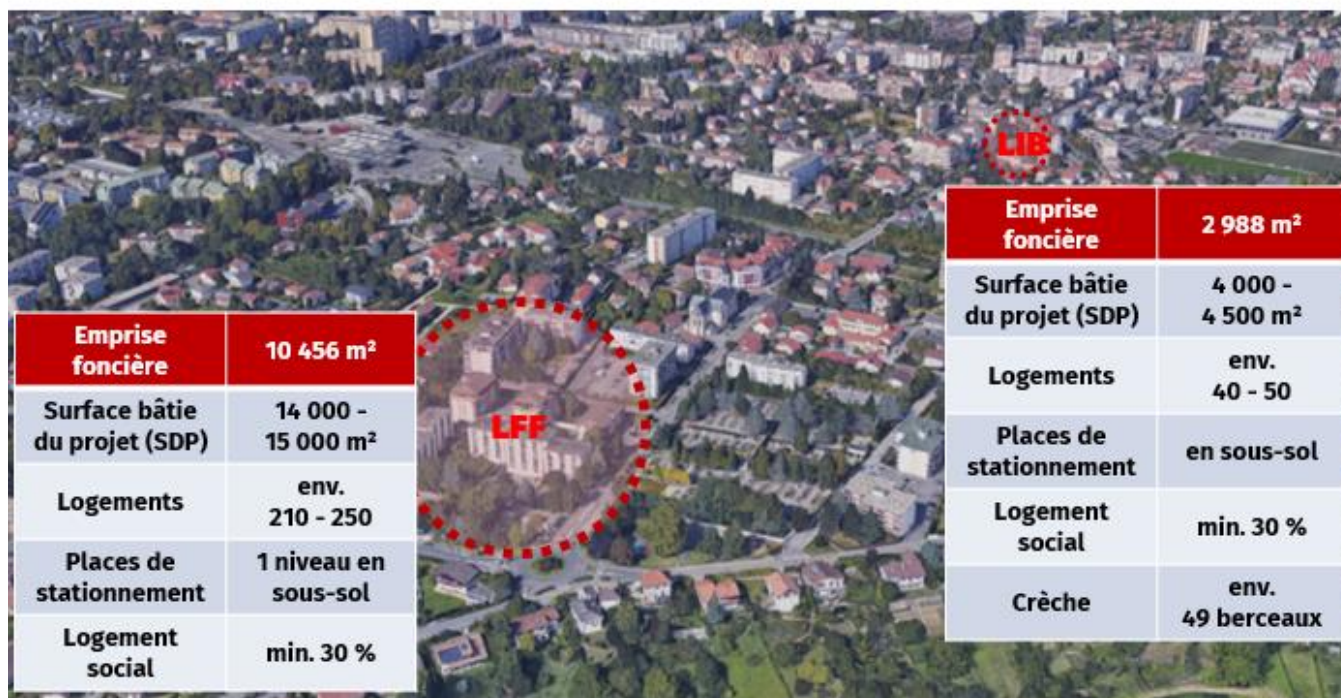 LIB
Emprise
foncière
2 988 m²
Surface bâtie
du projet (SDP)
4 000 -
4 500 m²
Logements
env.
40 - 50
Places de
stationnement
en sous-sol
Logement
social
min. 30 %
Crèche
env.
49 berceaux
LFF
Emprise
foncière
10 456 m²
Surface bâtie
du projet (SDP)
14 000 -
15 000 m²
Logements
env.
210 - 250
Places de
stationnement
1 niveau en
sous-sol
Logement
social
min. 30 %